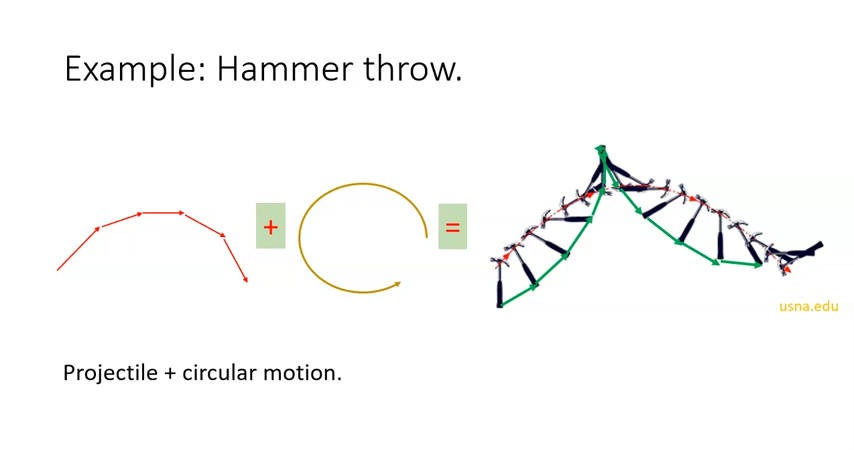 Example: Hammer throw.
+
=
usna.edu
Projectile + circular motion.